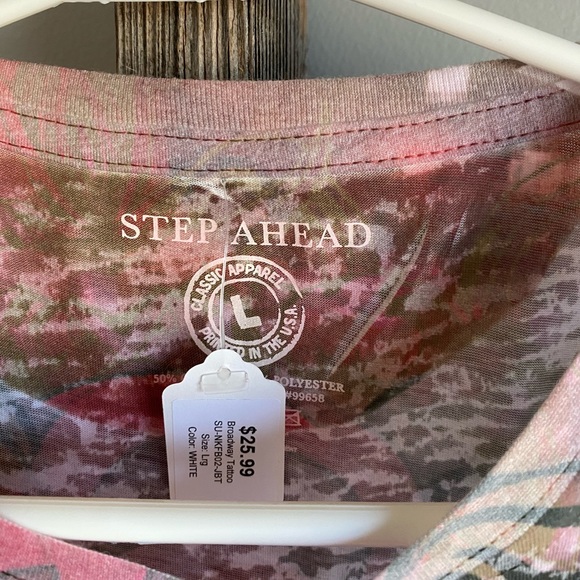 STEP AHEAD
CLASSIC APPAREL
L
PRINTED IN THE U.S.A.
50%
POLYESTER
#99658
$25.99
Broadway Tattoo
SU-NKFB02-JBT
Size: Lrg
Color: WHITE